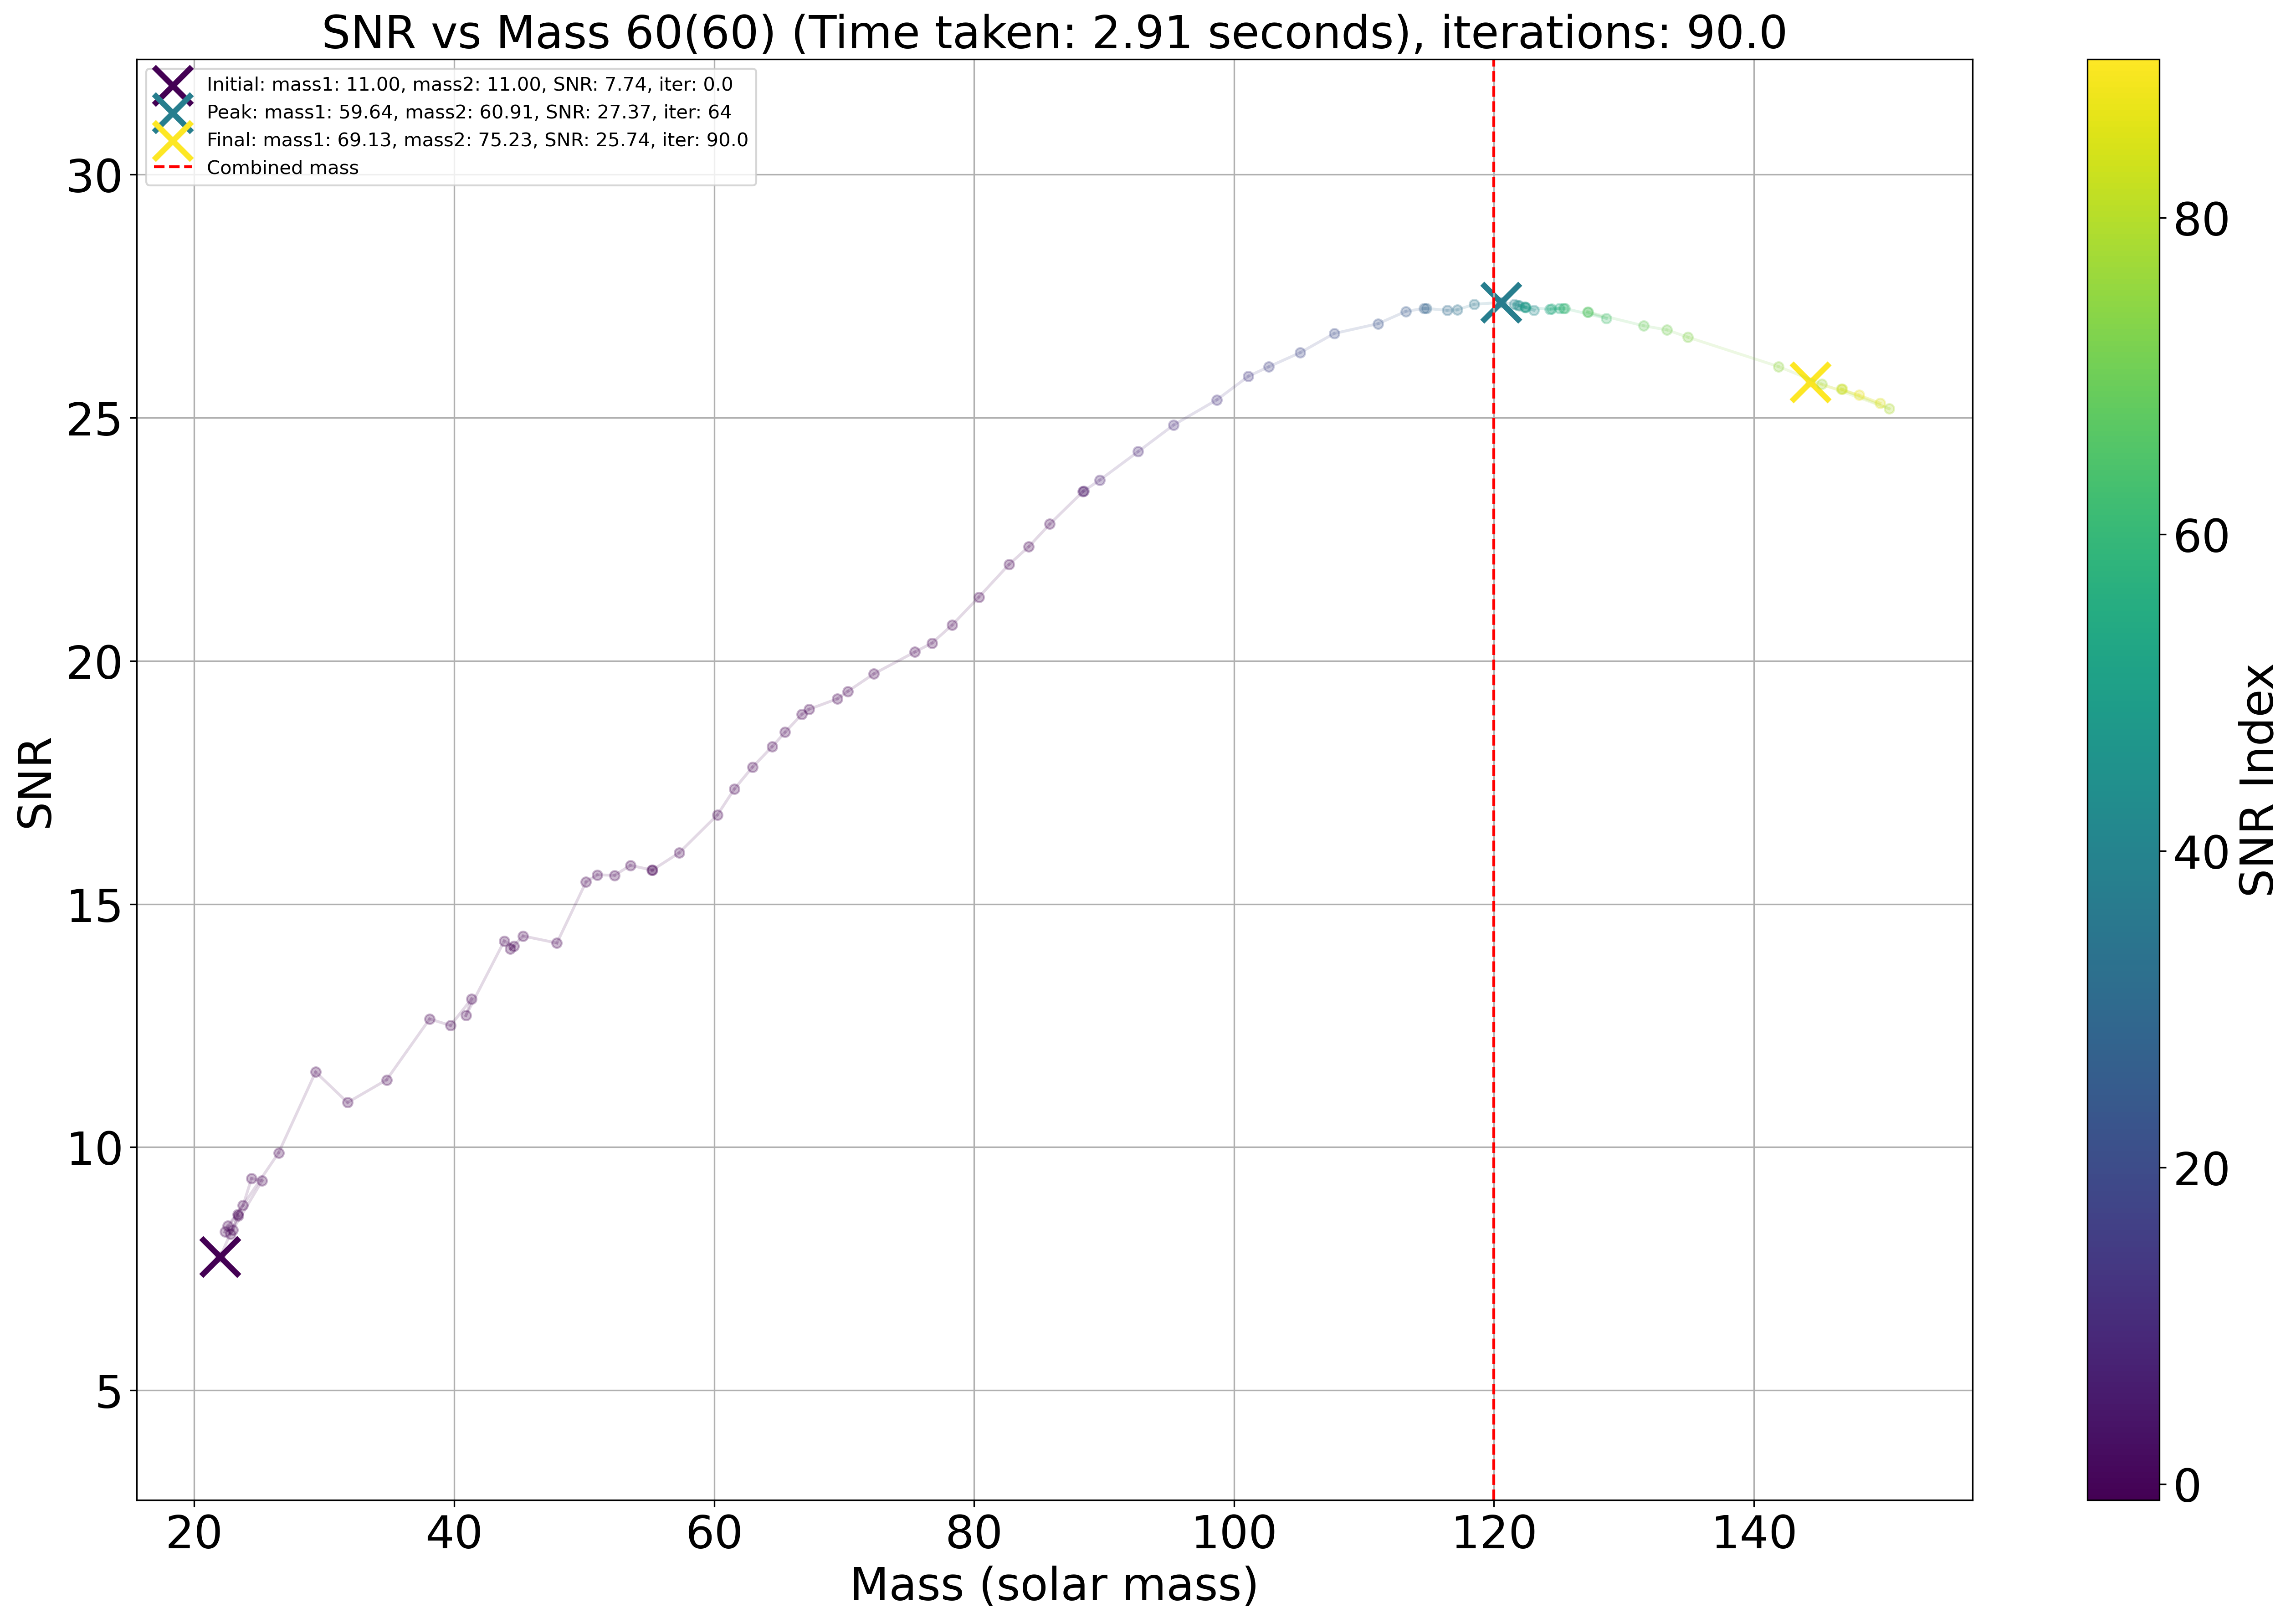 SNR vs Mass 60(60) (Time taken: 2.91 seconds), iterations: 90.0
Initial: mass1: 11.00, mass2: 11.00, SNR: 7.74, iter: 0.0
Peak: mass1: 59.64, mass2: 60.91, SNR: 27.37, iter: 64
Final: mass1: 69.13, mass2: 75.23, SNR: 25.74, iter: 90.0
Combined mass
30
25
20
15
10
5
SNR
20 40 60 80 100 120 140
Mass (solar mass)
80
60
40
20
0
SNR Index